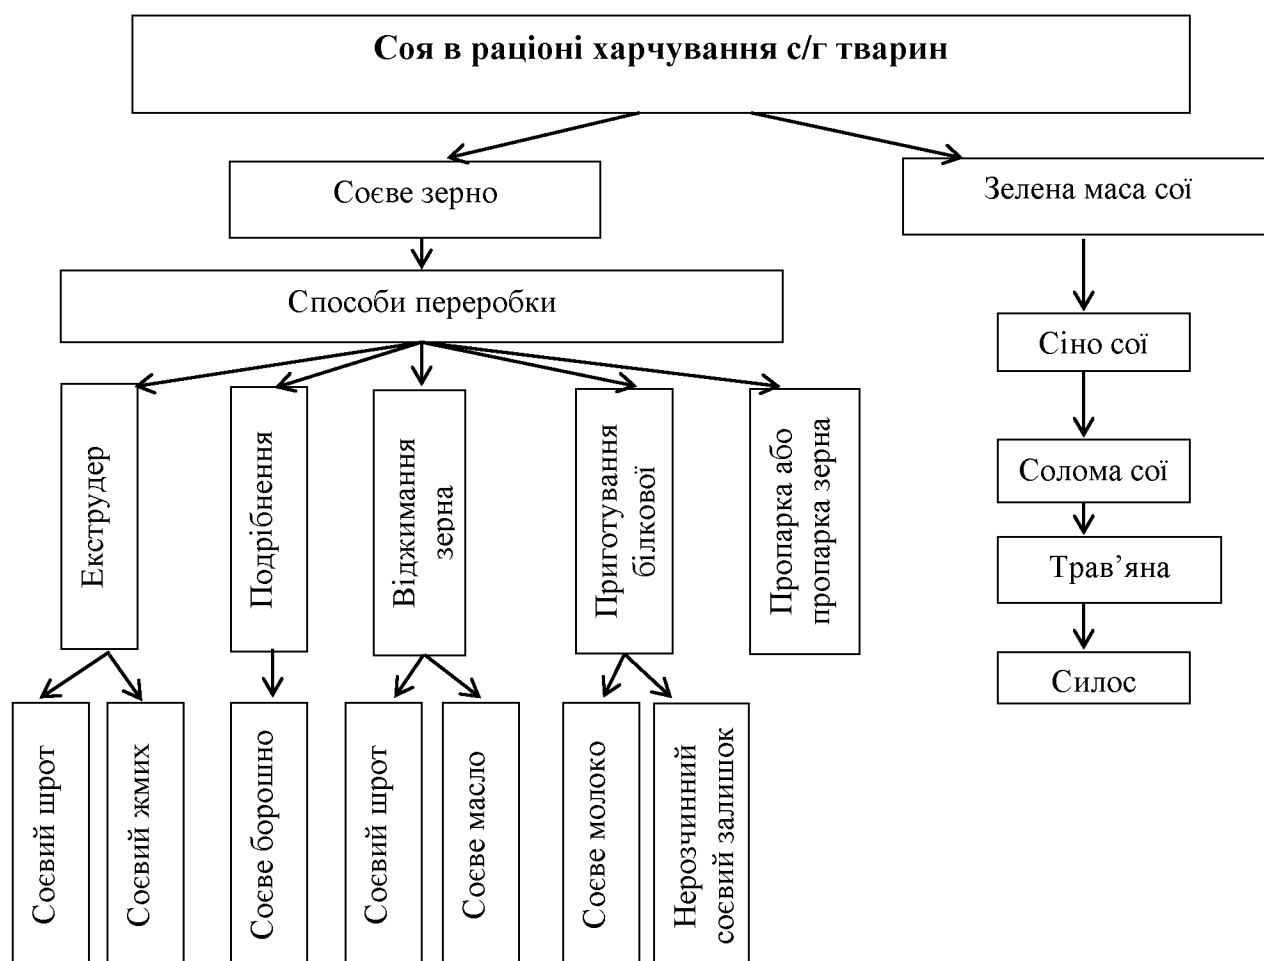 Соя в раціоні харчування с/г тварин
Соєве зерно
Зелена маса сої
Способи переробки
Сіно сої
Екструдер
Подрібнення
Віджимання
зерна
Приготування
білкової
Пропарка або
пропарка зерна
Солома сої
Трав’яна
Силос
Соєвий шрот
Соєвий жмих
Соєве борошно
Соєвий шрот
Соєве масло
Соєве молоко
Нерозчинний
соєвий залишок